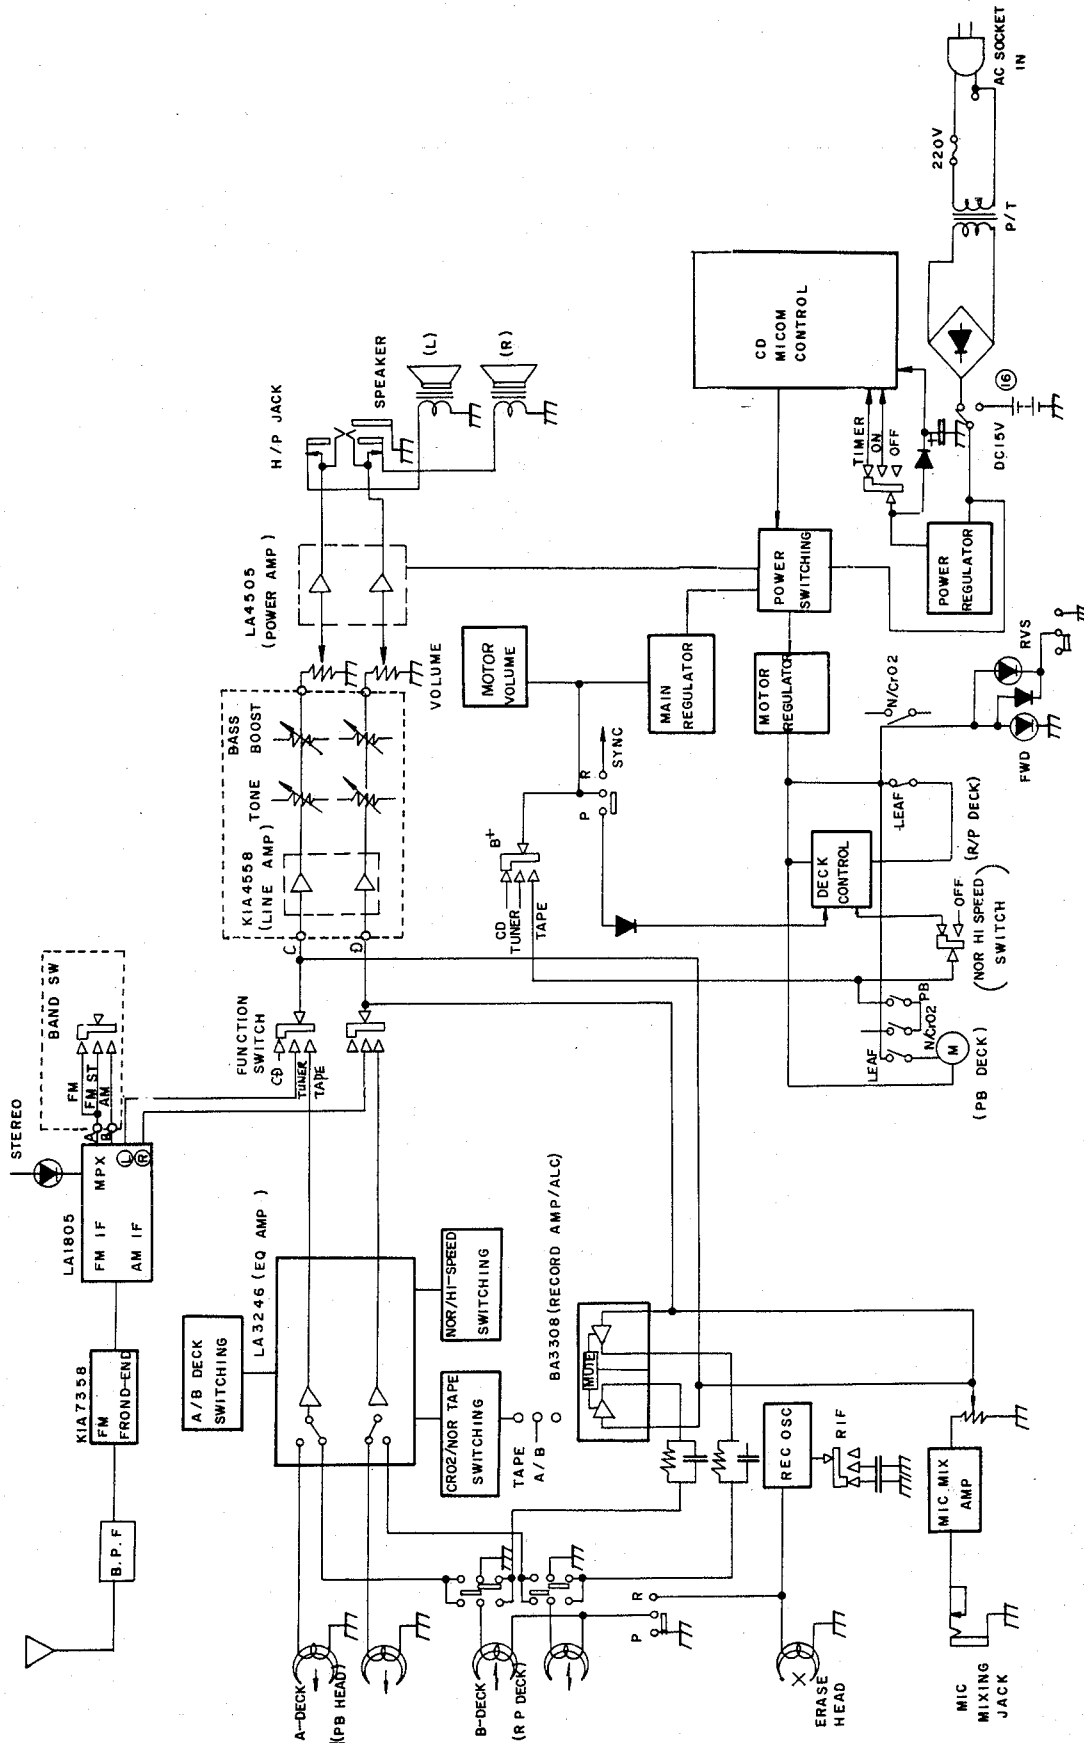 STEREO
BAND SW
FM
FM ST
AM
A
B
LA1805
FM IF
MPX
AM IF
L
R
KIA7358
FM
FROND-END
B.P.F
FUNCTION
SWITCH
CD
TUNER
TAPE
KIA4558
(LINE AMP)
TONE
BASS
BOOST
C
D
VOLUME
LA4505
(POWER AMP)
H/P JACK
SPEAKER
(L)
(R)
A/B DECK
SWITCHING
LA3246 (EQ AMP)
NOR/HI-SPEED
SWITCHING
CRO2/NOR TAPE
SWITCHING
TAPE
A/B
A-DECK
(PB HEAD)
B-DECK
(R P DECK)
BA3308(RECORD AMP/ALC)
MUTE
P
R
REC OSC
RIF
ERASE
HEAD
MIC MIX
AMP
MIC
MIXING
JACK
MOTOR
VOLUME
CD
TUNER
TAPE
B+
P
R
SYNC
MAIN
REGULATOR
MOTOR
REGULATOR
POWER
SWITCHING
CD
MICOM
CONTROL
TIMER
ON
OFF
POWER
REGULATOR
DC15V
16
P/T
220V
AC SOCKET
IN
DECK
CONTROL
LEAF
(R/P DECK)
N/CrO2
FWD
RVS
OFF
(NOR HI SPEED)
SWITCH
PB
N/CrO2
LEAF
M
(PB DECK)